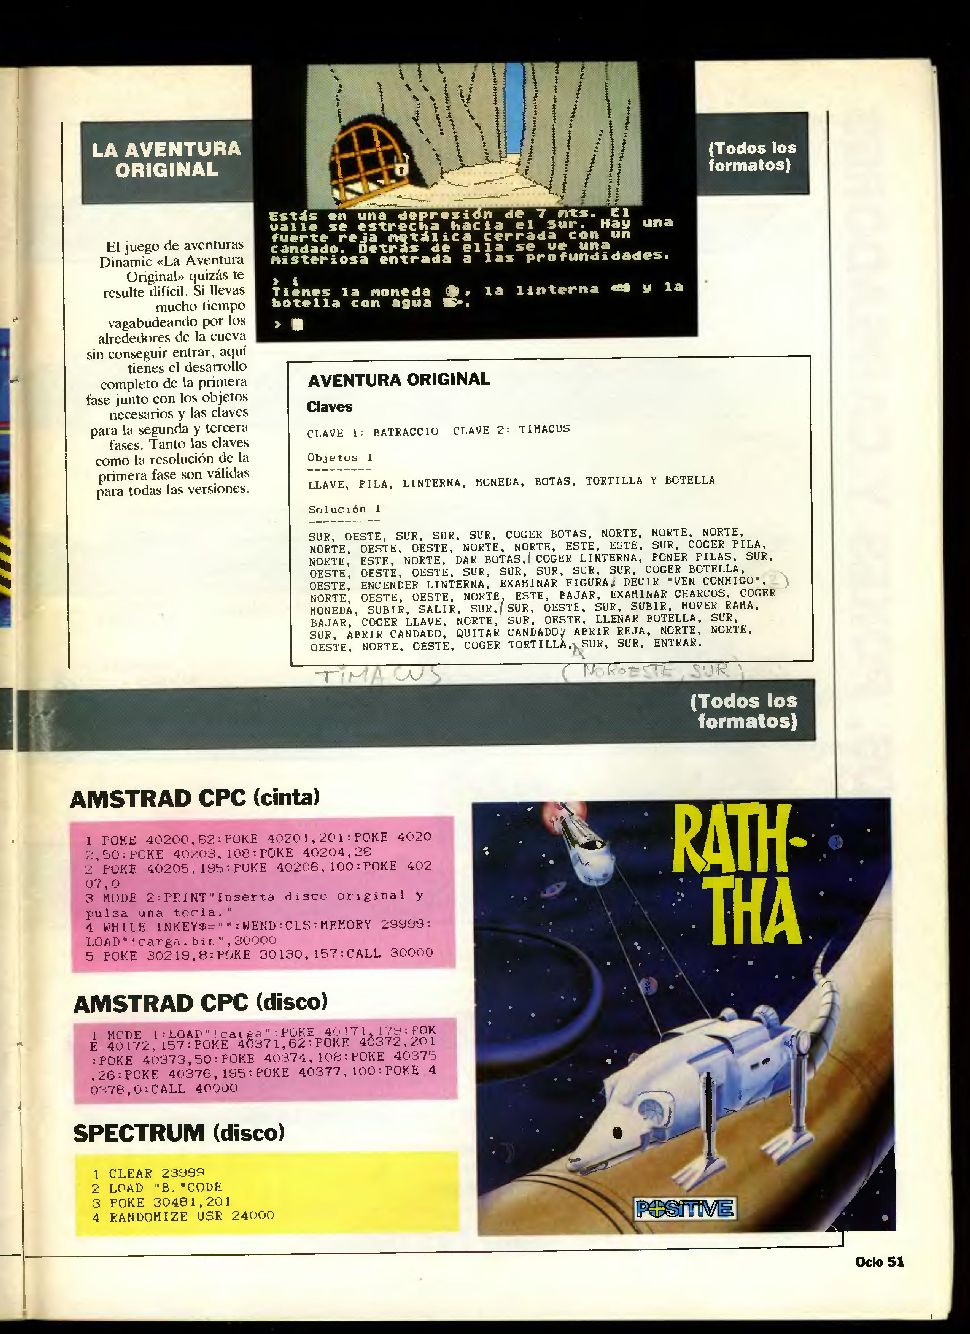 LA AVENTURA
ORIGINAL
(Todos los
formatos)
Estás en una depresión de 7 mts. El
valle se estrecha hacia el Sur. Hay una
fuerte reja metálica cerrada con un
candado. Detrás de ella se ve una
misteriosa entrada a las profundidades.
> i
Tienes la moneda , la linterna y la
botella con agua .
>
El juego de aventuras
Dinamic «La Aventura
Original» quizás te
resulte difícil. Si llevas
mucho tiempo
vagabudeando por los
alrededores de la cueva
sin conseguir entrar, aquí
tienes el desarrollo
completo de la primera
fase junto con los objetos
necesarios y las claves
para la segunda y tercera
fases. Tanto las claves
como la resolución de la
primera fase son válidas
para todas las versiones.
AVENTURA ORIGINAL
Claves
CLAVE 1: BATRACCIO CLAVE 2: TIMACUS
Objetos 1
LLAVE, PILA, LINTERNA, MONEDA, BOTAS, TORTILLA Y BOTELLA
Solución 1
SUR, OESTE, SUR, SUR, SUR, COGER BOTAS, NORTE, NORTE, NORTE,
NORTE, OESTE, OESTE, NORTE, NORTE, ESTE, ESTE, SUR, COGER PILA,
NORTE, ESTE, NORTE, DAR BOTAS, COGER LINTERNA, PONER PILAS, SUR,
OESTE, OESTE, OESTE, SUR, SUR, SUR, SUR, SUR, COGER BOTELLA,
OESTE, ENCENDER LINTERNA, EXAMINAR FIGURA, DECIR "VEN CONMIGO", 2)
NORTE, OESTE, OESTE, NORTE, ESTE, BAJAR, EXAMINAR CHARCOS, COGER
MONEDA, SUBIR, SALIR, SUR, SUR, OESTE, SUR, SUBIR, MOVER RAMA,
BAJAR, COGER LLAVE, NORTE, SUR, OESTE, LLENAR BOTELLA, SUR,
SUR, ABRIR CANDADO, QUITAR CANDADO, ABRIR REJA, NORTE, NORTE,
OESTE, NORTE, OESTE, COGER TORTILLA, SUR, SUR, ENTRAR.
TIMACUS (NOROESTE, SUR)
(Todos los
formatos)
AMSTRAD CPC (cinta)
1 POKE 40200,62:POKE 40201,201:POKE 4020
2,50:POKE 40203,108:POKE 40204,26
2 POKE 40205,195:POKE 40206,100:POKE 402
07,0
3 MODE 2:PRINT"Inserta disco original y
pulsa una tecla."
4 WHILE INKEY$="":WEND:CLS:MEMORY 29999:
LOAD"!carga.bin",30000
5 POKE 30219,8:POKE 30130,157:CALL 30000
AMSTRAD CPC (disco)
1 MODE 1:LOAD"!carga":POKE 40171,179:POK
E 40172,157:POKE 40371,62:POKE 40372,201
:POKE 40373,50:POKE 40374,108:POKE 40375
,26:POKE 40376,195:POKE 40377,100:POKE 4
0378,0:CALL 40000
SPECTRUM (disco)
1 CLEAR 23999
2 LOAD "B."CODE
3 POKE 30481,201
4 RANDOMIZE USR 24000
RATH-
THA
POSITIVE
Ocio 51